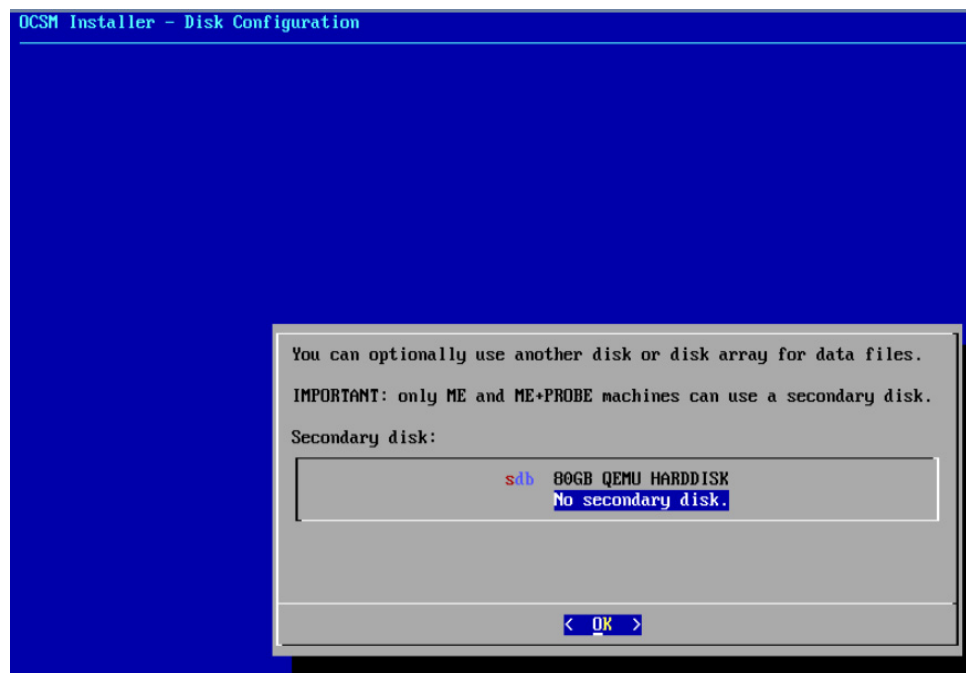 OCSM Installer - Disk Configuration
You can optionally use another disk or disk array for data files.
IMPORTANT: only ME and ME+PROBE machines can use a secondary disk.
Secondary disk:
sdb 80GB QEMU HARDDISK
No secondary disk.
< OK >